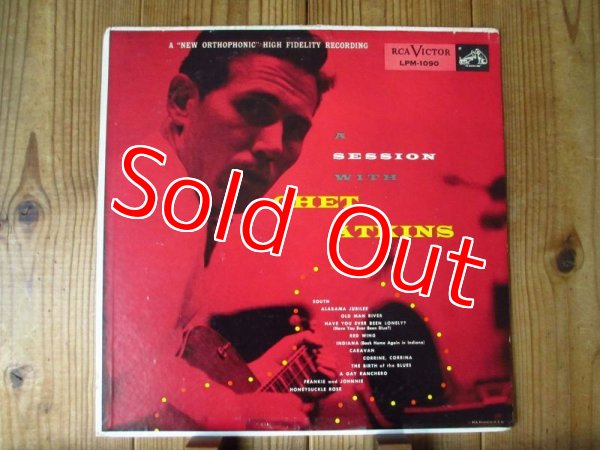 A "NEW ORTHOPHONIC" HIGH FIDELITY RECORDING
RCA VICTOR
LPM-1090
A
SESSION
WITH
CHET
ATKINS
Sold Out
SOUTH
ALABAMA JUBILEE
OLD MAN RIVER
HAVE YOU EVER BEEN LONELY?
(Have You Ever Been Blue?)
RED WING
INDIANA (Back Home Again in Indiana)
CARAVAN
CORRINE, CORRINA
THE BIRTH of the BLUES
A GAY RANCHERO
FRANKIE and JOHNNIE
HONEYSUCKLE ROSE